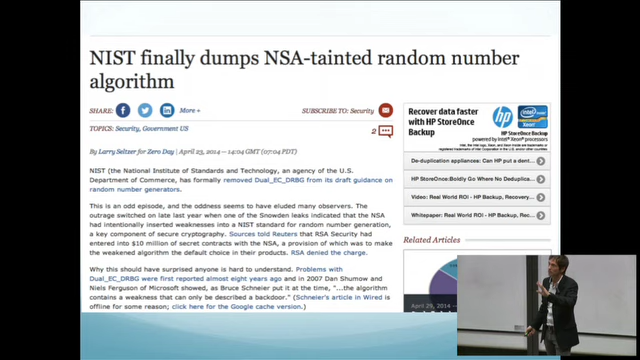 NIST finally dumps NSA-tainted random number
algorithm
SHARE: More +
SUBSCRIBE TO: Security
TOPICS: Security, Government US
2
By Larry Seltzer for Zero Day | April 23, 2014 -- 14:04 GMT (07:04 PDT)
NIST (the National Institute of Standards and Technology, an agency of the U.S.
Department of Commerce, has formally removed Dual_EC_DRBG from its draft guidance on
random number generators.
This is an odd episode, and the oddness seems to have eluded many observers. The
outrage switched on late last year when one of the Snowden leaks indicated that the NSA
had intentionally inserted weaknesses into a NIST standard for random number generation,
a key component of secure cryptography. Sources told Reuters that RSA Security had
entered into $10 million of secret contracts with the NSA, a provision of which was to make
the weakened algorithm the default choice in their products. RSA denied the charge.
Why this should have surprised anyone is hard to understand. Problems with
Dual_EC_DRBG were first reported almost eight years ago and in 2007 Dan Shumow and
Niels Ferguson of Microsoft showed, as Bruce Schneier put it at the time, "...the algorithm
contains a weakness that can only be described a backdoor." (Schneier's article in Wired is
offline for some reason; click here for the Google cache version.)
Recover data faster
with HP StoreOnce
Backup
hp
intel
XEON
powered by Intel® Xeon® processors
De-duplication appliances: Can HP put a dent...
HP StoreOnce:Boldly Go Where No Deduplica...
Video: Real World ROI - HP Backup, Recovery...
Whitepaper: Real World ROI - HP Backup, Rec...
Related Articles
April 29, 2014